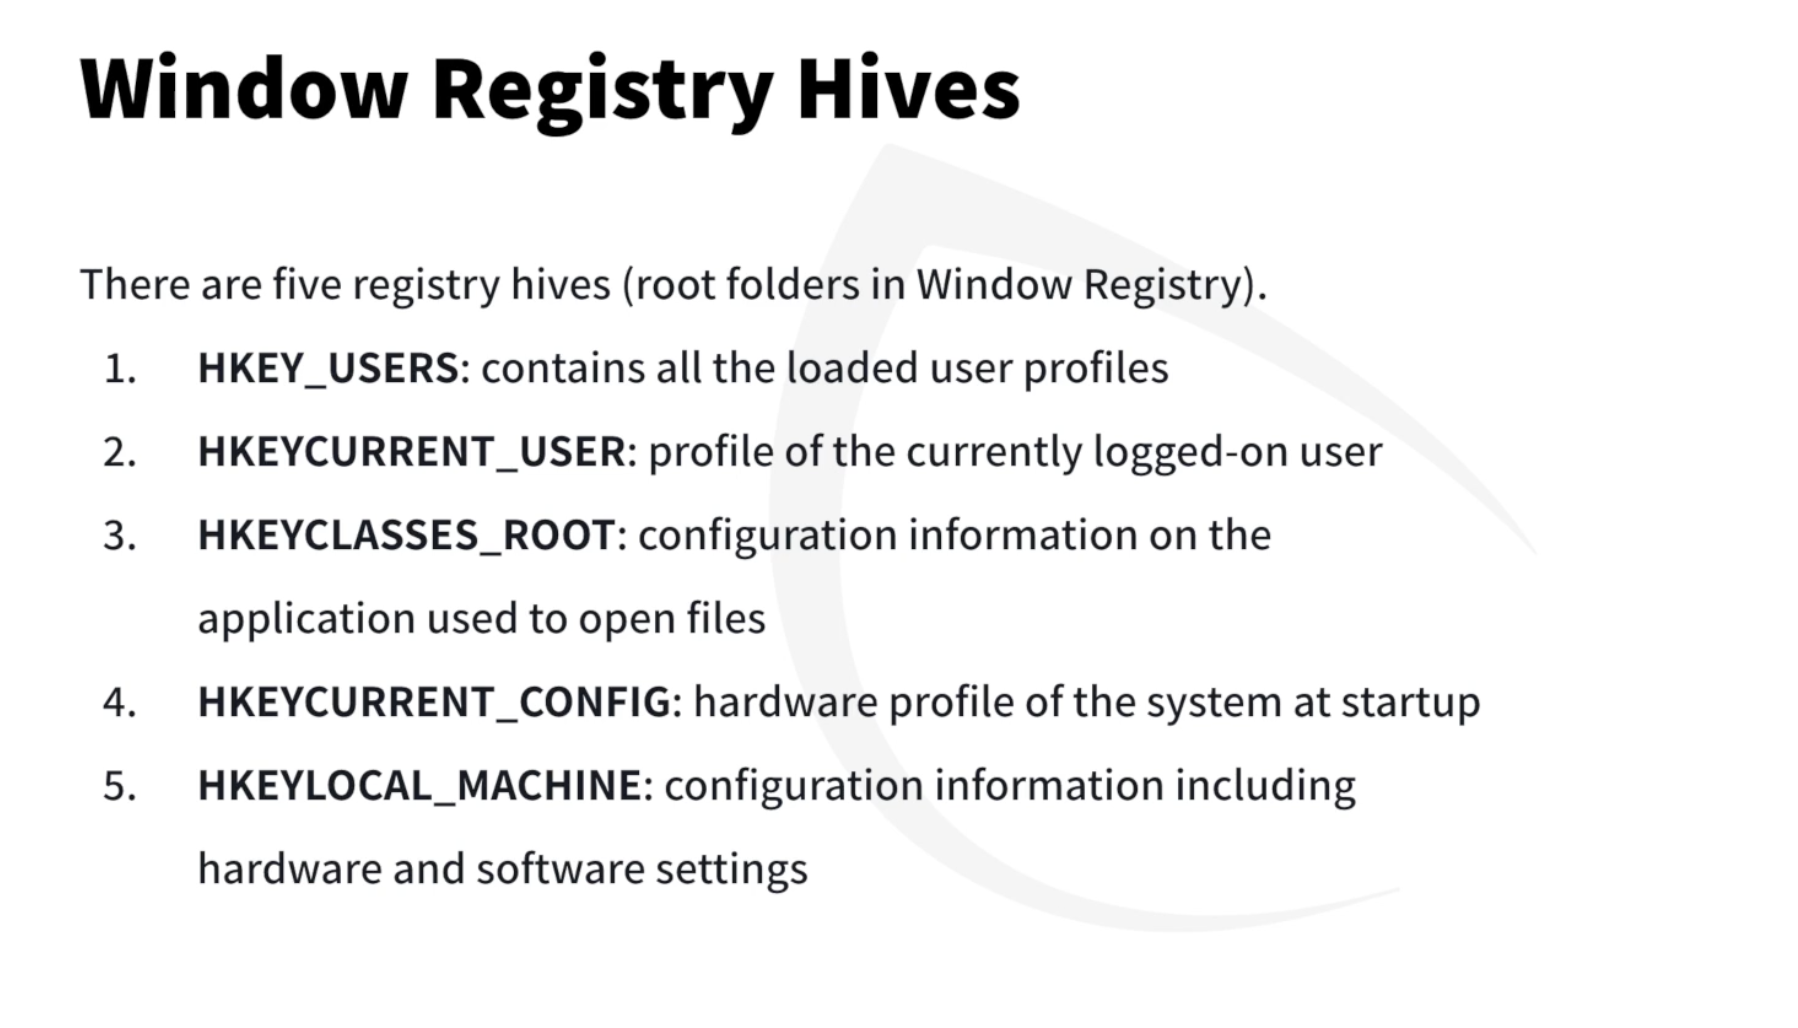 Window Registry Hives
There are five registry hives (root folders in Window Registry).
1. HKEY_USERS: contains all the loaded user profiles
2. HKEYCURRENT_USER: profile of the currently logged-on user
3. HKEYCLASSES_ROOT: configuration information on the
application used to open files
4. HKEYCURRENT_CONFIG: hardware profile of the system at startup
5. HKEYLOCAL_MACHINE: configuration information including
hardware and software settings